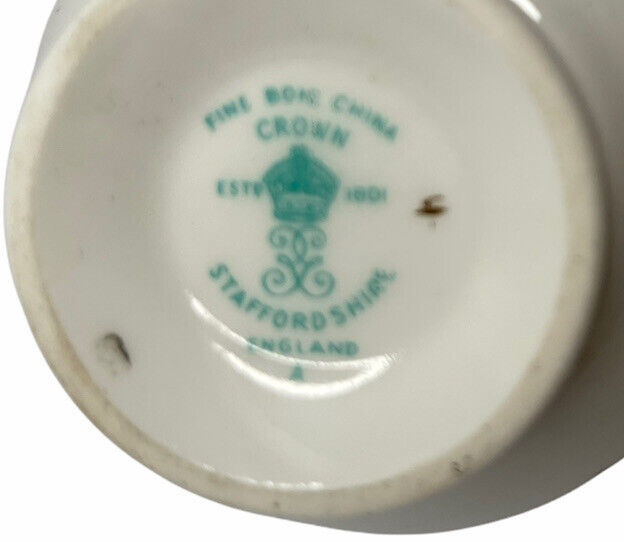 FINE BONE CHINA
CROWN
ESTD 1801
STAFFORDSHIRE
ENGLAND
A